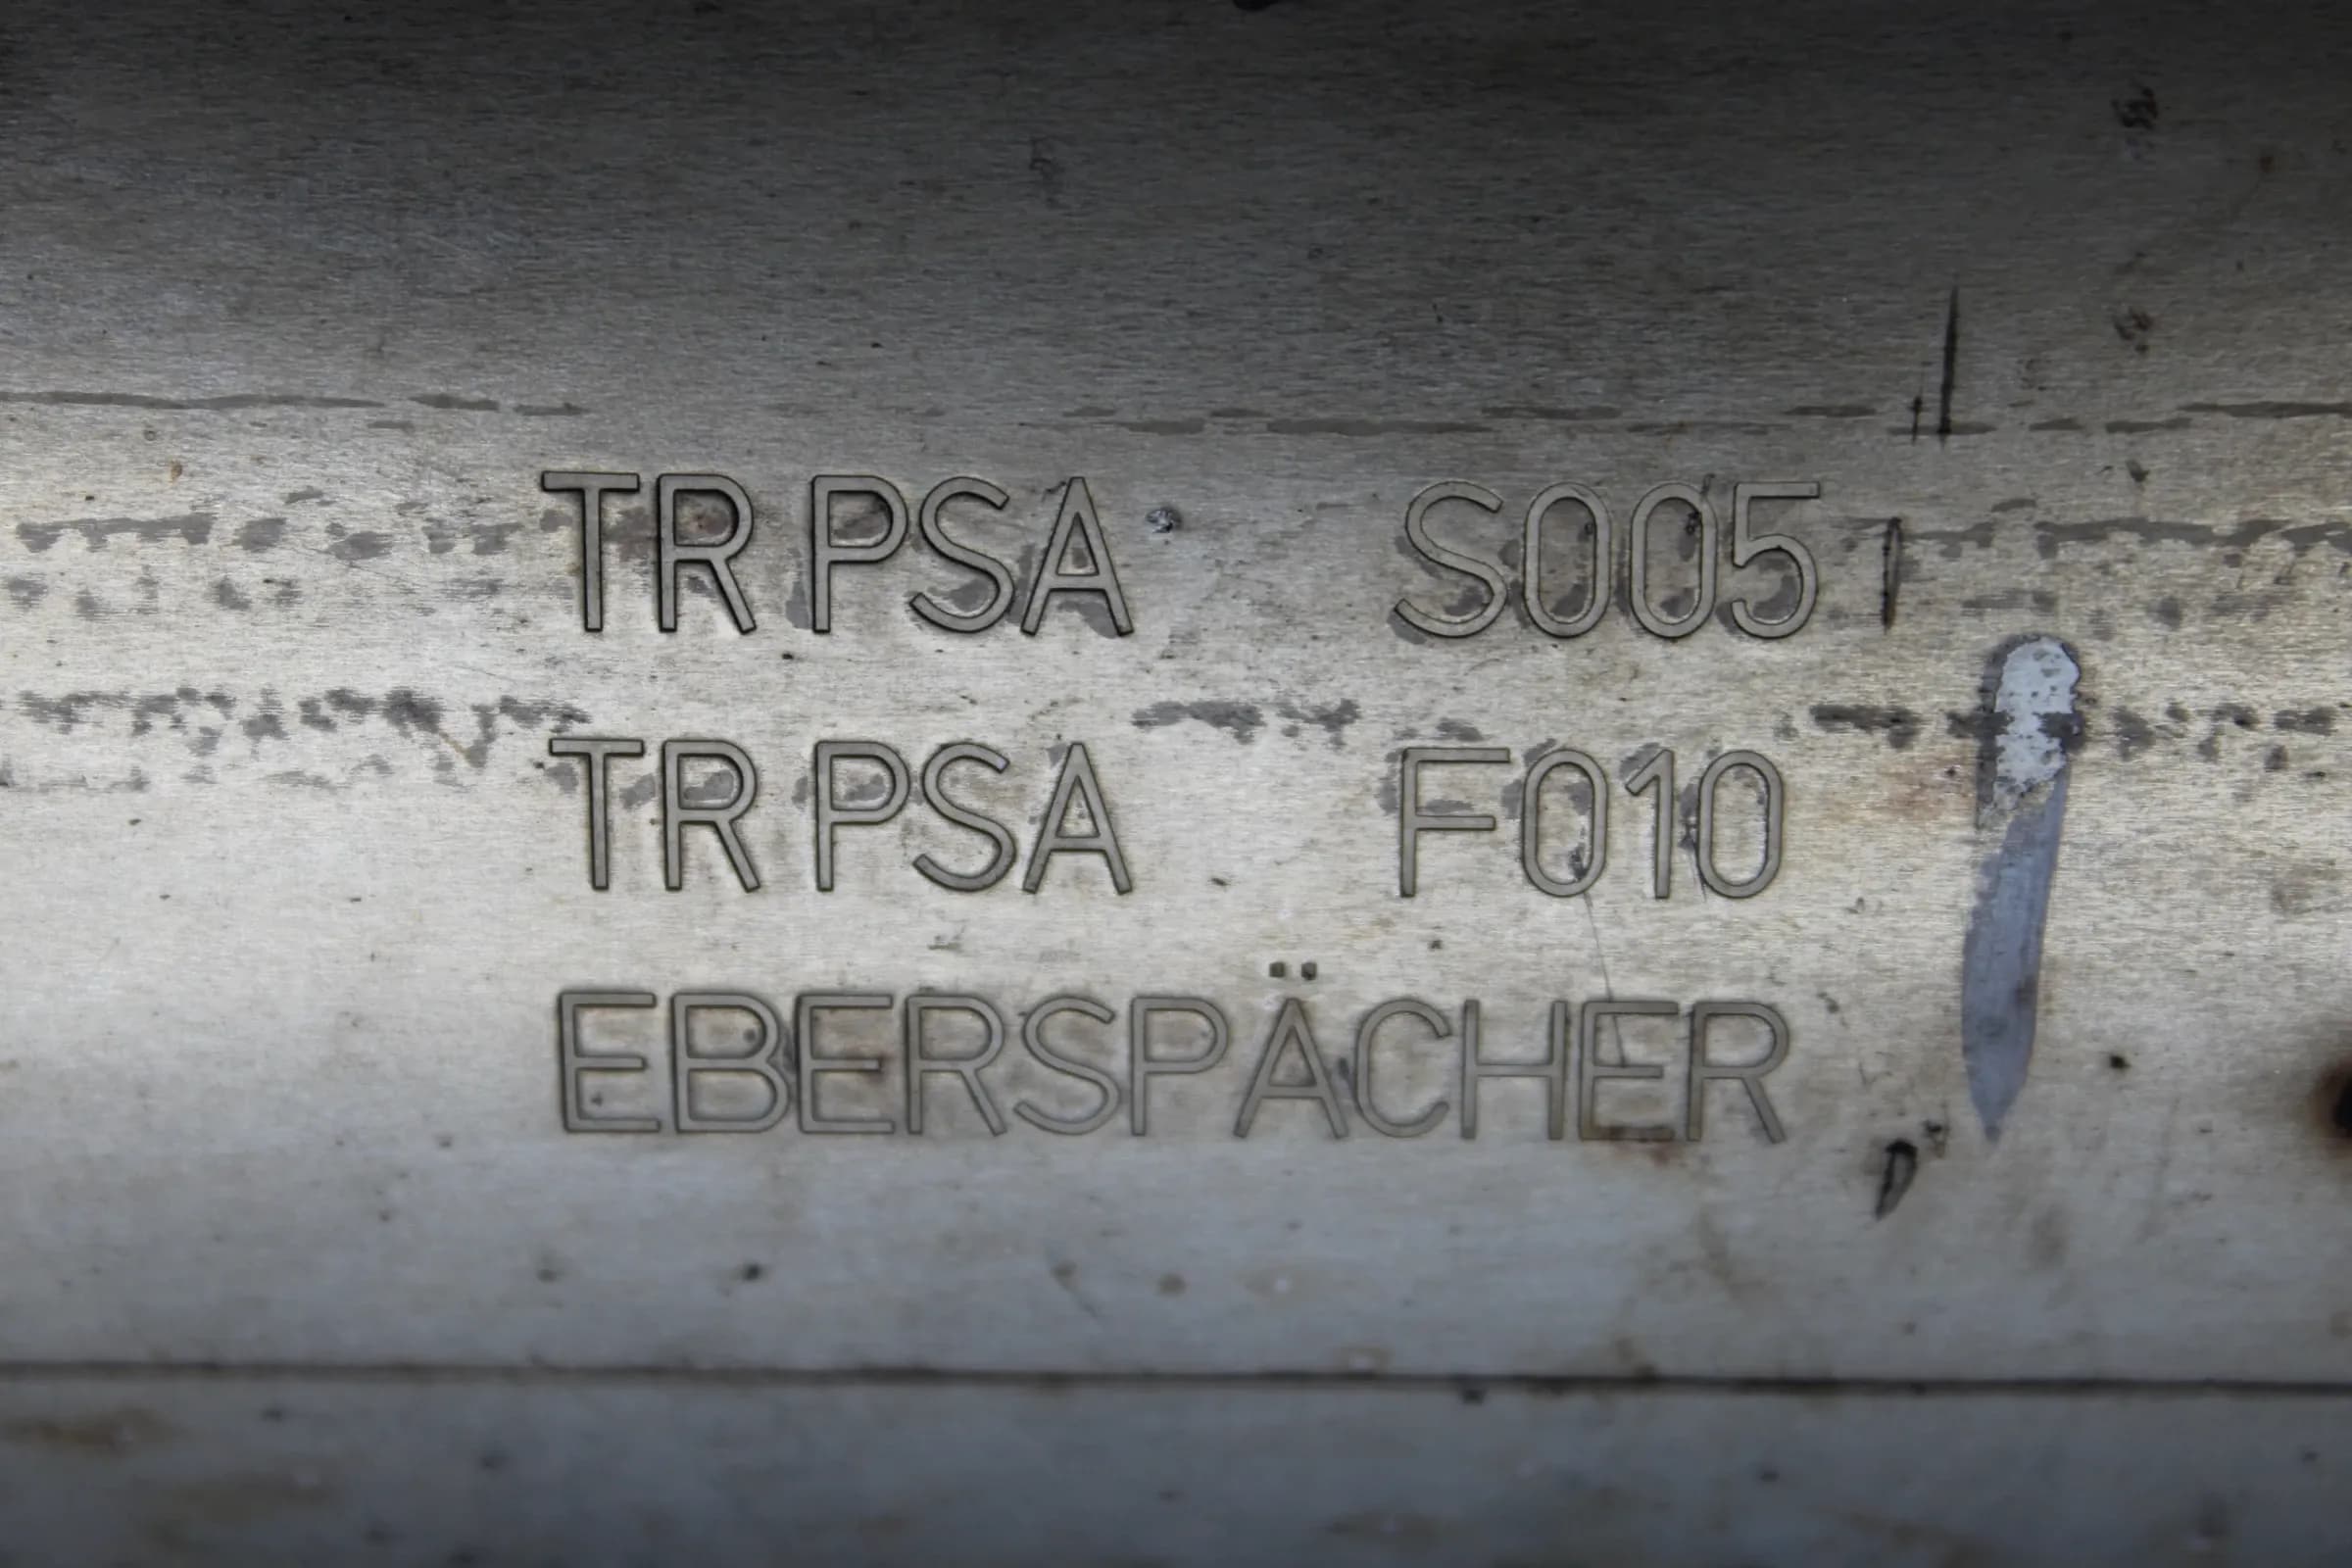 TR PSA S005
TR PSA F010
EBERSPÄCHER